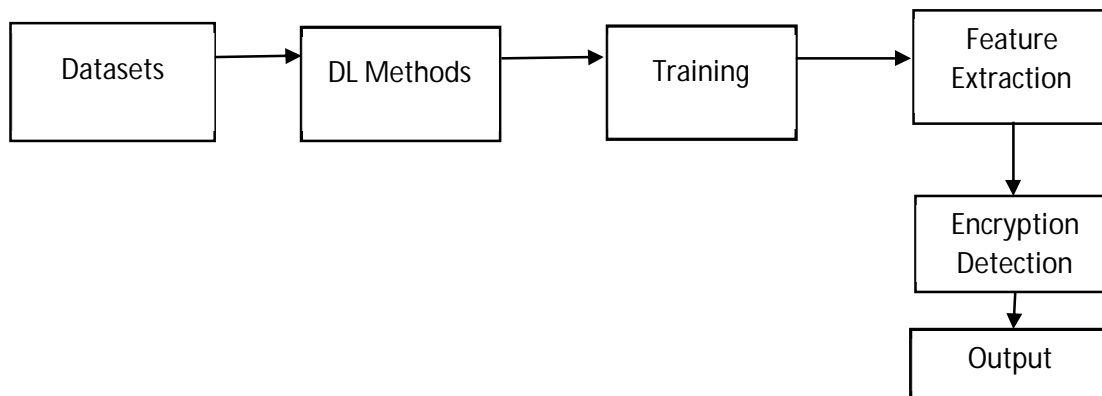 Datasets
DL Methods
Training
Feature
Extraction
Encryption
Detection
Output